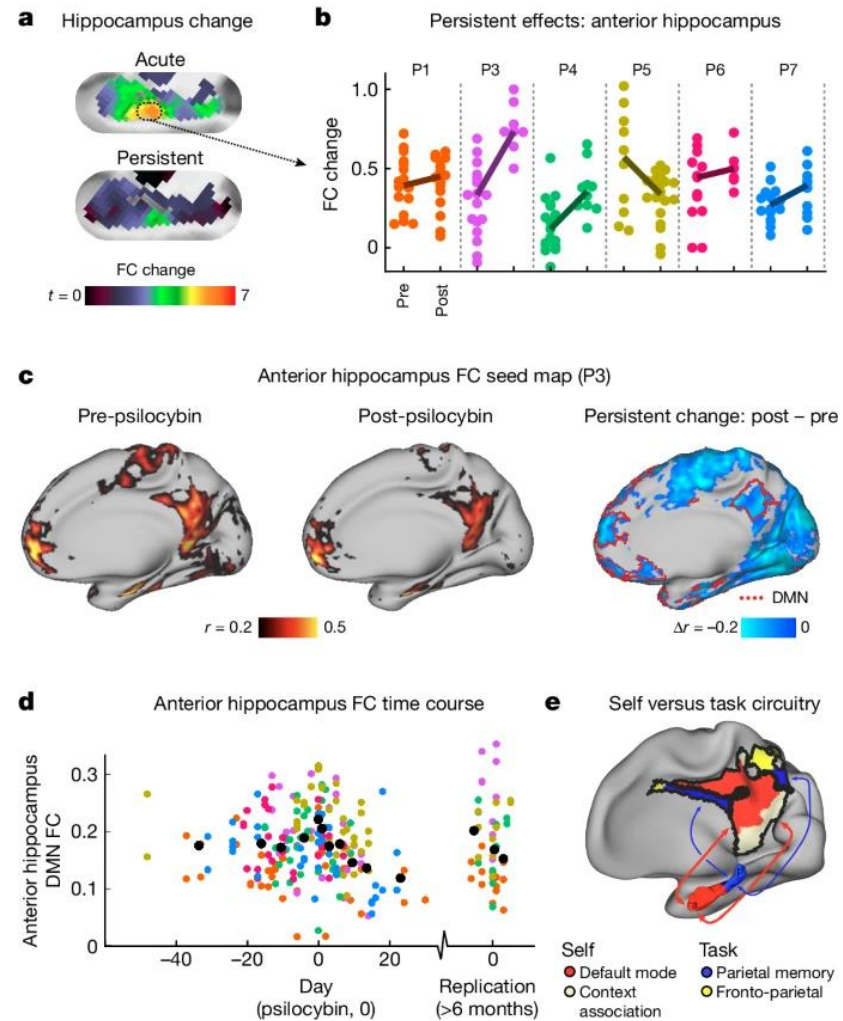 a Hippocampus change
Acute
Persistent
FC change
t = 0 7
b Persistent effects: anterior hippocampus
P1 P3 P4 P5 P6 P7
FC change
1.0
0.5
0
Pre
Post
c Anterior hippocampus FC seed map (P3)
Pre-psilocybin Post-psilocybin Persistent change: post – pre
DMN
r = 0.2 0.5
Δr = –0.2 0
d Anterior hippocampus FC time course
Anterior hippocampus
DMN FC
0.3
0.2
0.1
0
–40 –20 0 20 0
Day
(psilocybin, 0)
Replication
(>6 months)
e Self versus task circuitry
Self Task
Default mode Parietal memory
Context
association
Fronto-parietal